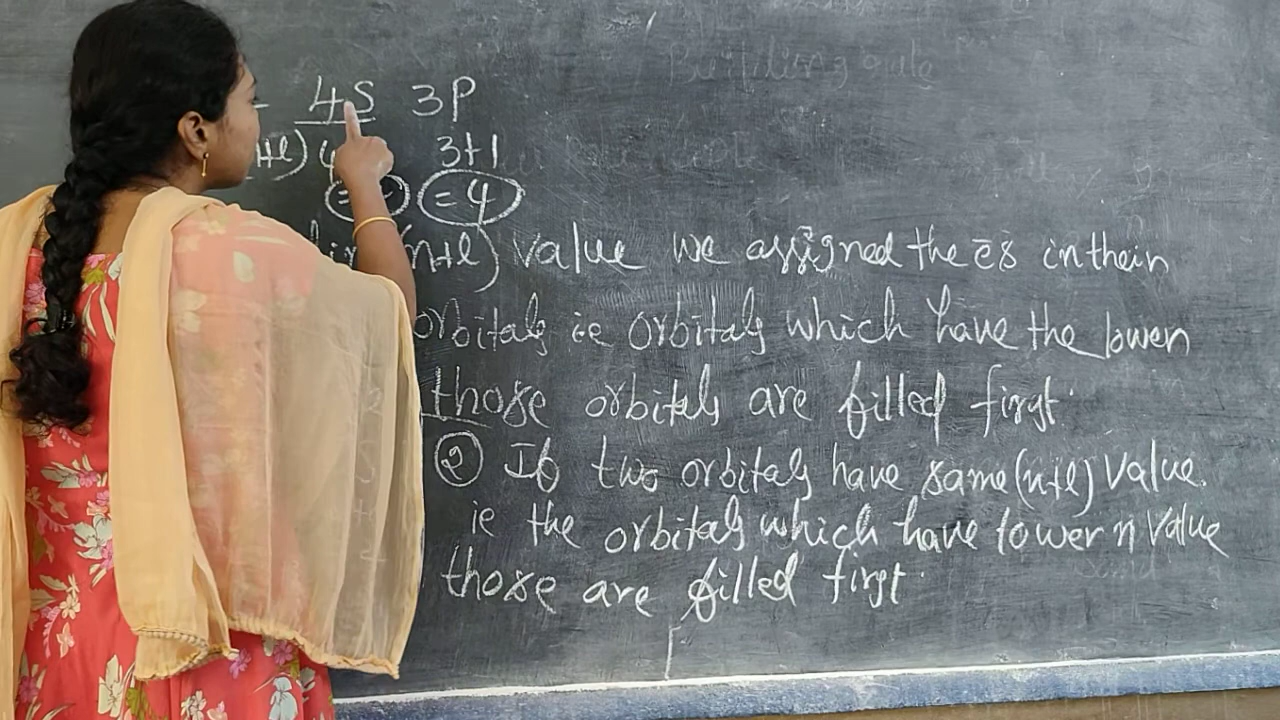 4S 3P
+l) 4 3+1
= = 4
(n+l) value we assigned the ēs in their
orbitals ie orbitals which have the lower
those orbitals are filled first.
② If two orbitals have same (n+l) value.
ie the orbitals which have lower n value
those are filled first.